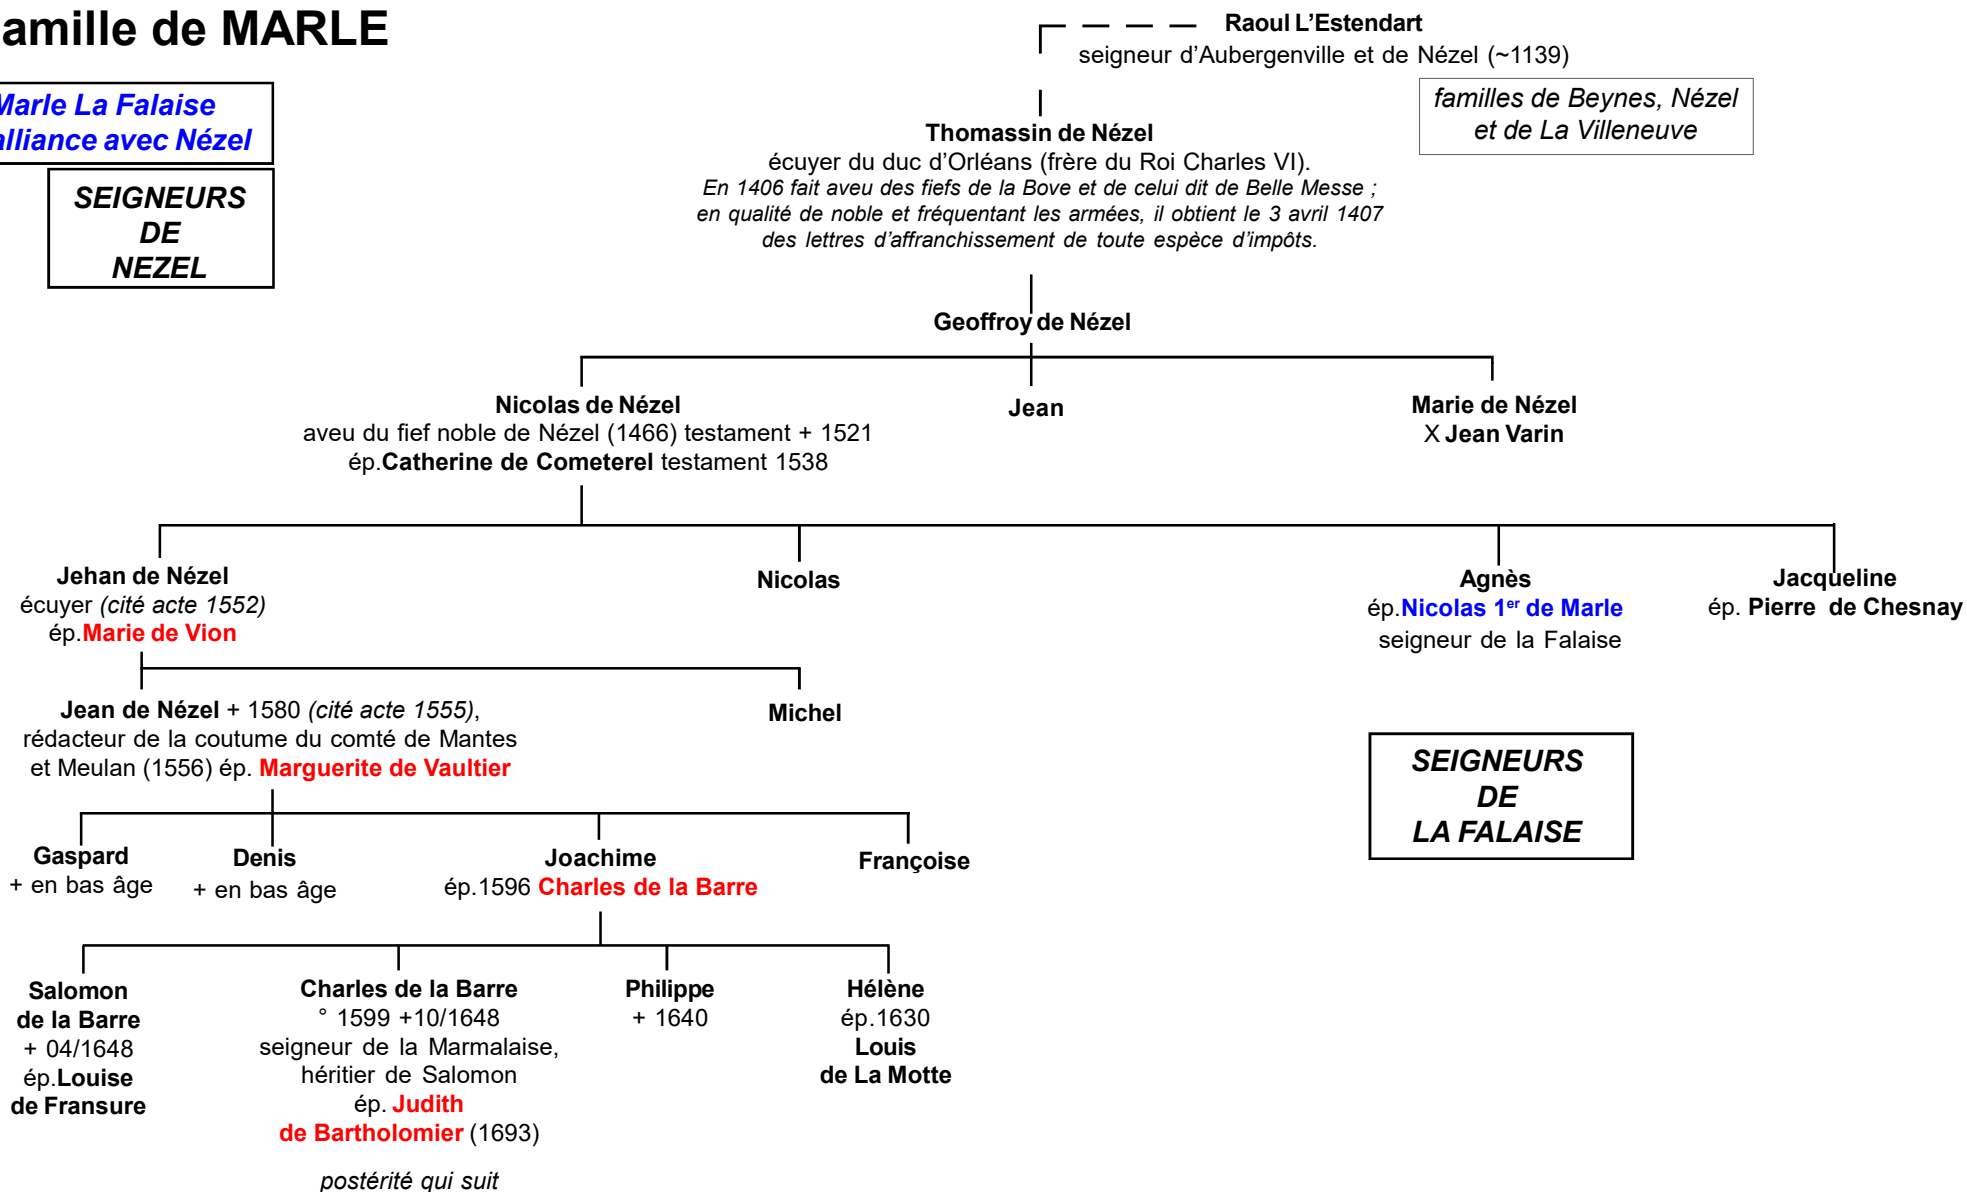 amille de MARLE
Marle La Falaise
alliance avec Nézel
SEIGNEURS
DE
NEZEL
Raoul L'Estendart
seigneur d'Aubergenville et de Nézel (~1139)
familles de Beynes, Nézel
et de La Villeneuve
Thomassin de Nézel
écuyer du duc d'Orléans (frère du Roi Charles VI).
En 1406 fait aveu des fiefs de la Bove et de celui dit de Belle Messe ;
en qualité de noble et fréquentant les armées, il obtient le 3 avril 1407
des lettres d'affranchissement de toute espèce d'impôts.
Geoffroy de Nézel
Nicolas de Nézel
aveu du fief noble de Nézel (1466) testament + 1521
ép.Catherine de Cometerel testament 1538
Jean
Marie de Nézel
X Jean Varin
Jehan de Nézel
écuyer (cité acte 1552)
ép.Marie de Vion
Nicolas
Agnès
ép.Nicolas 1er de Marle
seigneur de la Falaise
Jacqueline
ép. Pierre de Chesnay
Jean de Nézel + 1580 (cité acte 1555),
rédacteur de la coutume du comté de Mantes
et Meulan (1556) ép. Marguerite de Vaultier
Michel
SEIGNEURS
DE
LA FALAISE
Gaspard
+ en bas âge
Denis
+ en bas âge
Joachime
ép.1596 Charles de la Barre
Françoise
Salomon
de la Barre
+ 04/1648
ép.Louise
de Fransure
Charles de la Barre
° 1599 +10/1648
seigneur de la Marmalaise,
héritier de Salomon
ép. Judith
de Bartholomier (1693)
postérité qui suit
Philippe
+ 1640
Hélène
ép.1630
Louis
de La Motte